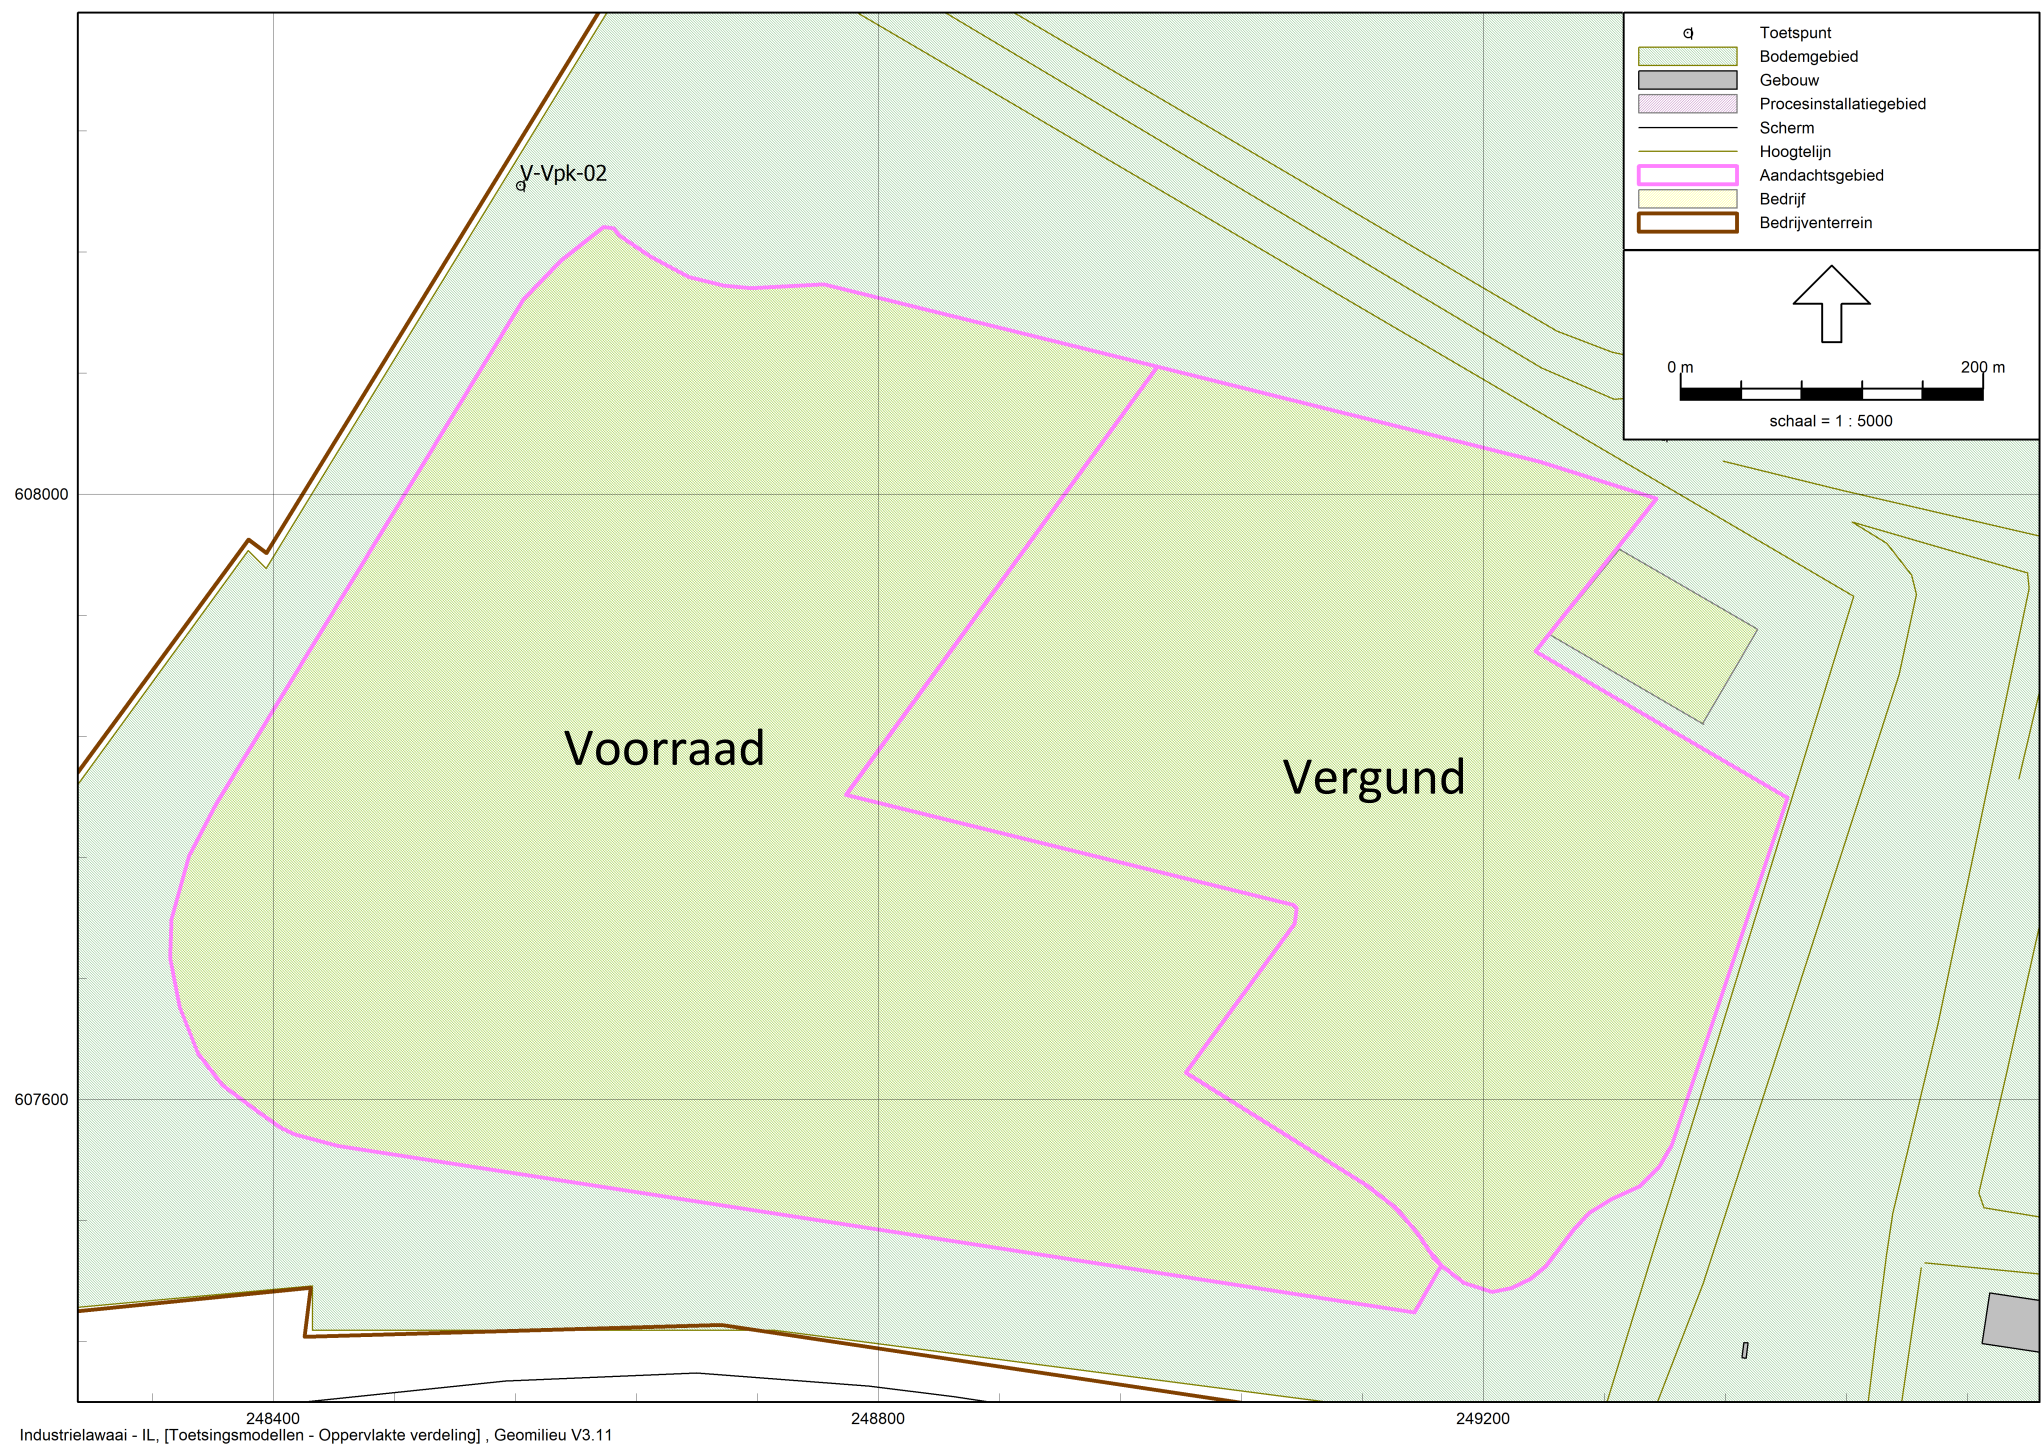 Toetspunt
Bodemgebied
Gebouw
Procesinstallatiegebied
Scherm
Hoogtelijn
Aandachtsgebied
Bedrijf
Bedrijventerrein
V-Vpk-02
0 m 200 m
schaal = 1 : 5000
608000
Voorraad
Vergund
607600
248400 248800 249200
Industrielawaai - IL, [Toetsingsmodellen - Oppervlakte verdeling] , Geomilieu V3.11